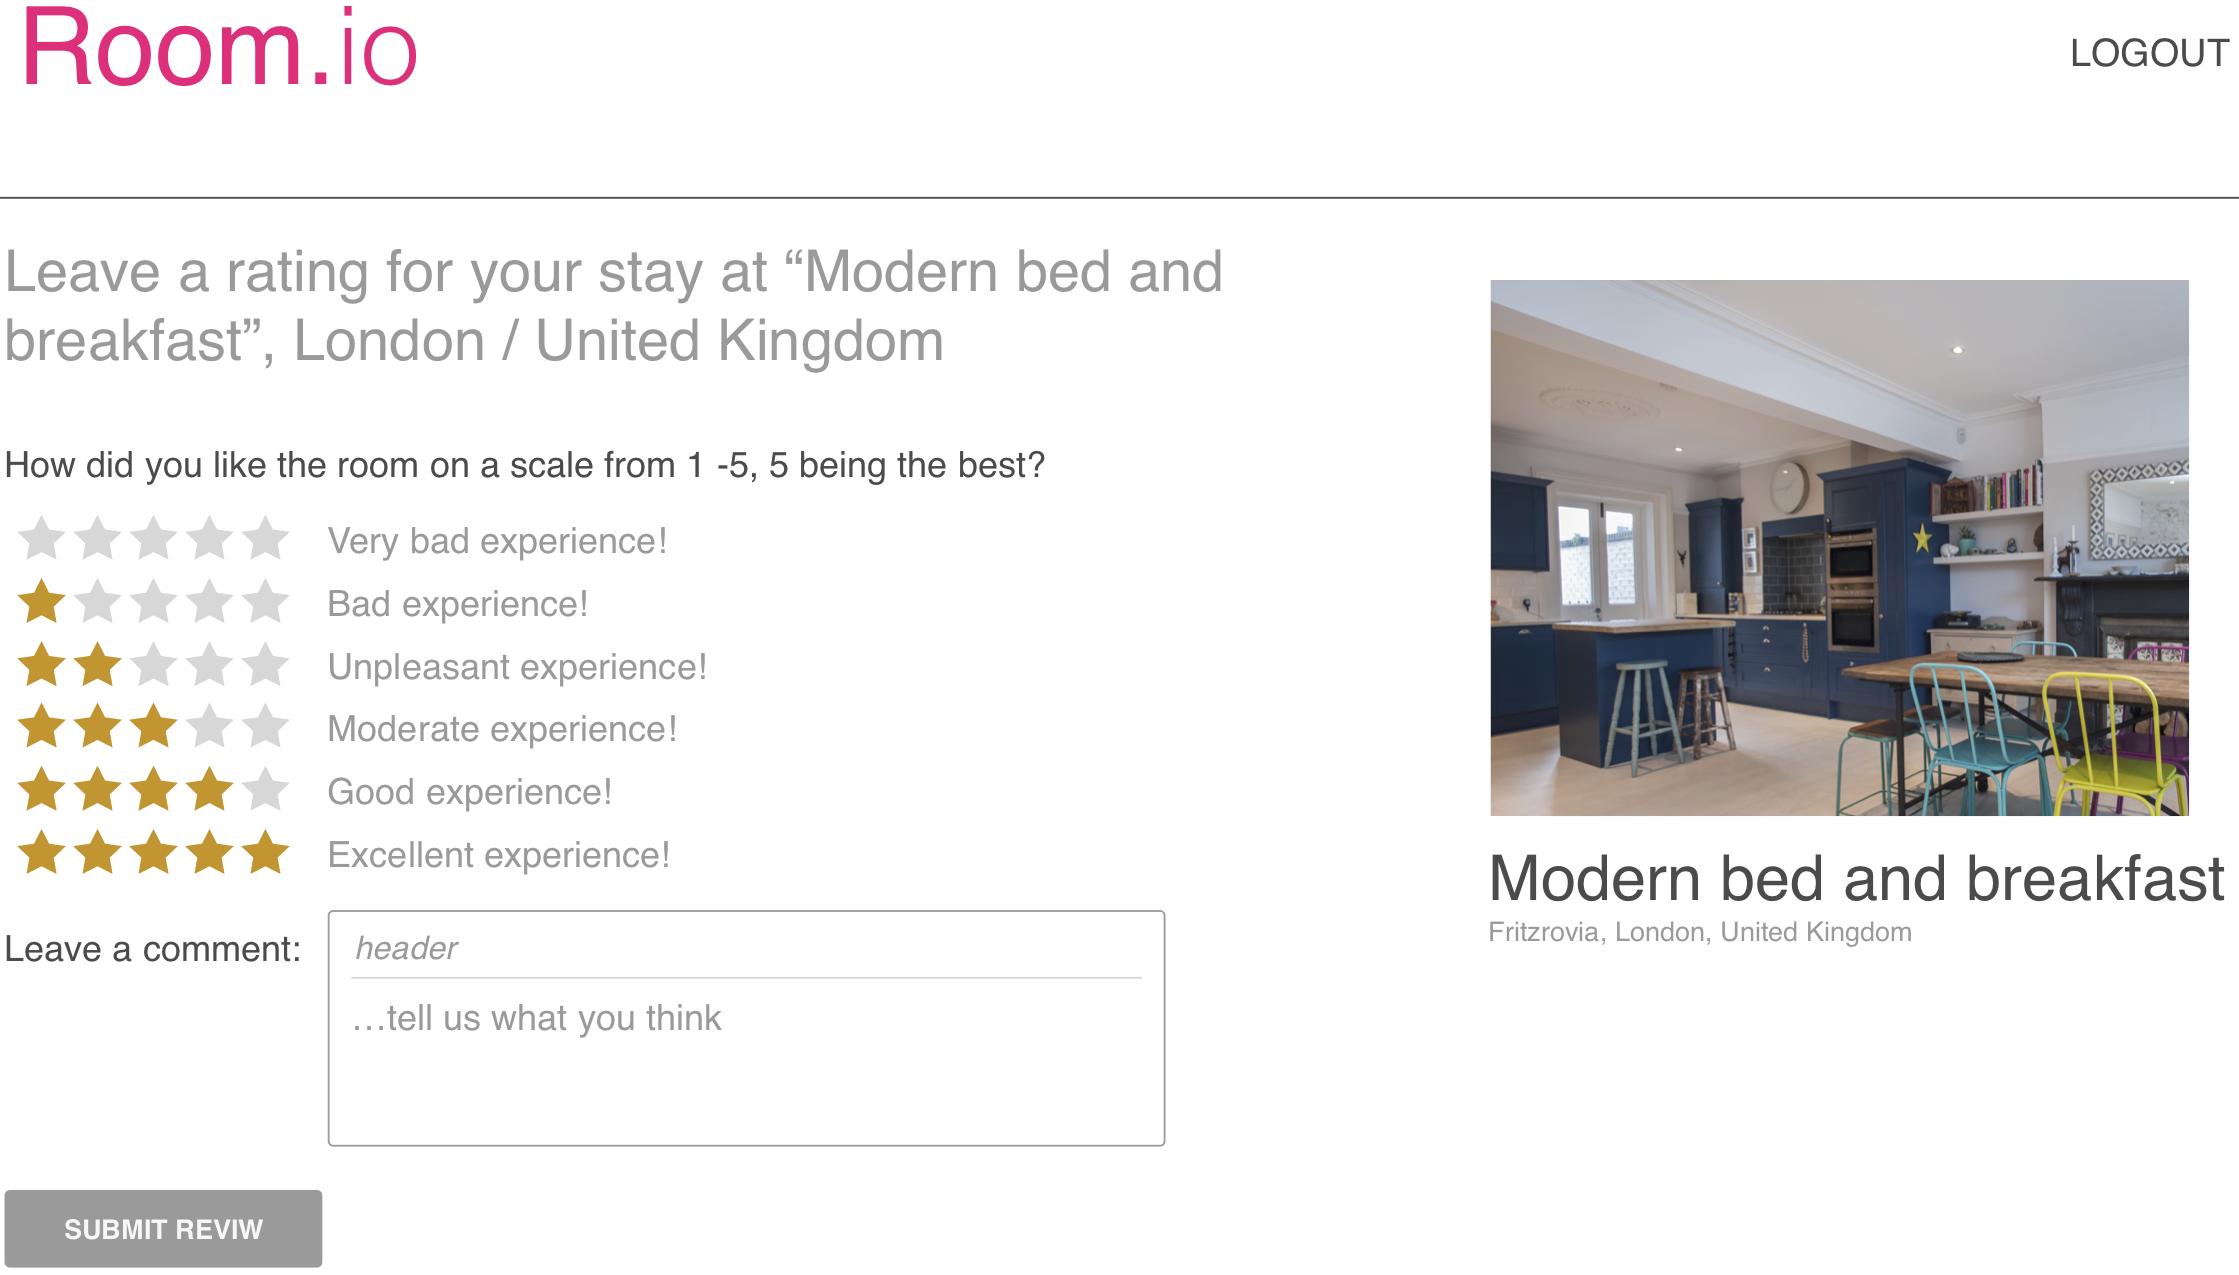 Room.io
LOGOUT
Leave a rating for your stay at “Modern bed and
breakfast”, London / United Kingdom
How did you like the room on a scale from 1 -5, 5 being the best?
Very bad experience!
Bad experience!
Unpleasant experience!
Moderate experience!
Good experience!
Excellent experience!
Leave a comment:
header
…tell us what you think
SUBMIT REVIW
Modern bed and breakfast
Fritzrovia, London, United Kingdom